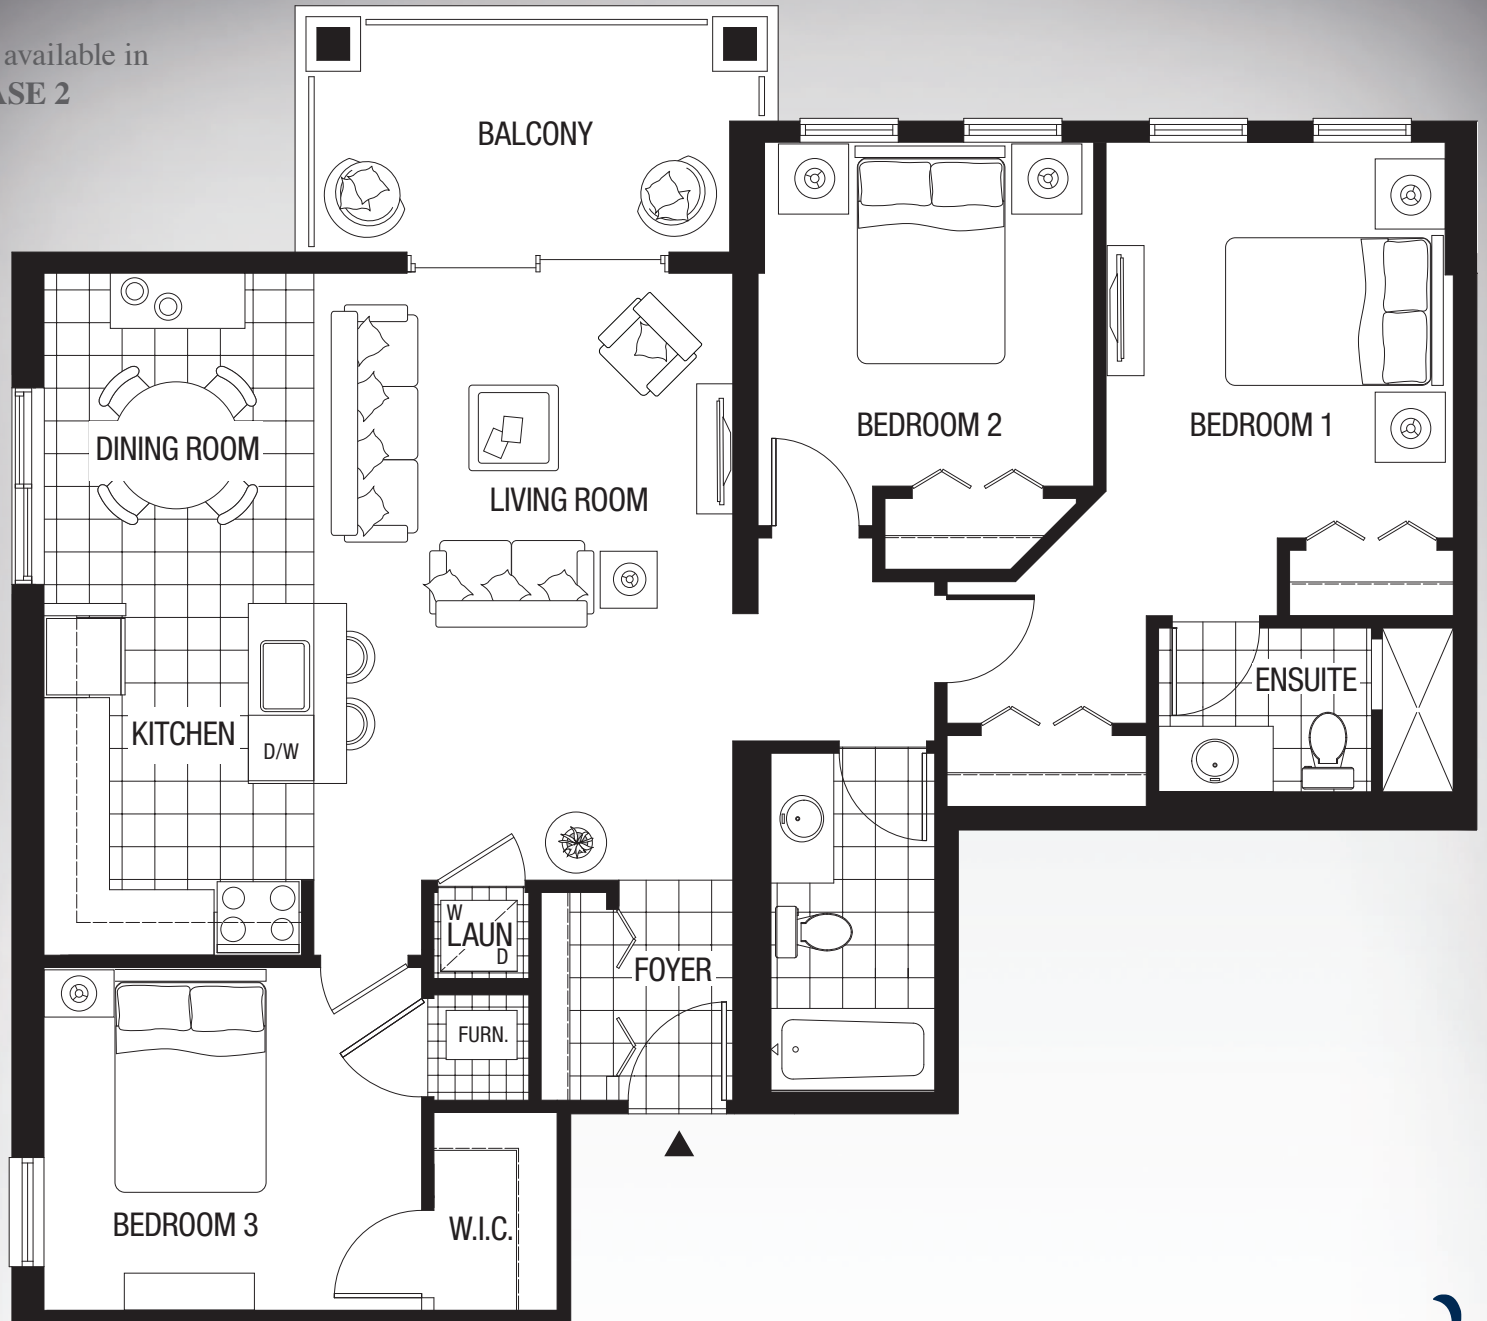 available in
ASE 2
BALCONY
BEDROOM 2
BEDROOM 1
DINING ROOM
LIVING ROOM
ENSUITE
KITCHEN
D/W
W
LAUN
D
FOYER
FURN.
BEDROOM 3
W.I.C.